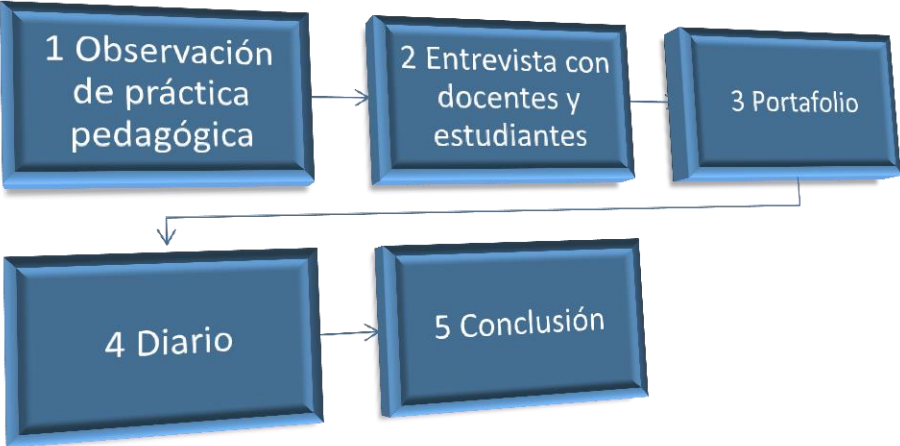 1 Observación
de práctica
pedagógica
2 Entrevista con
docentes y
estudiantes
3 Portafolio
4 Diario
5 Conclusión